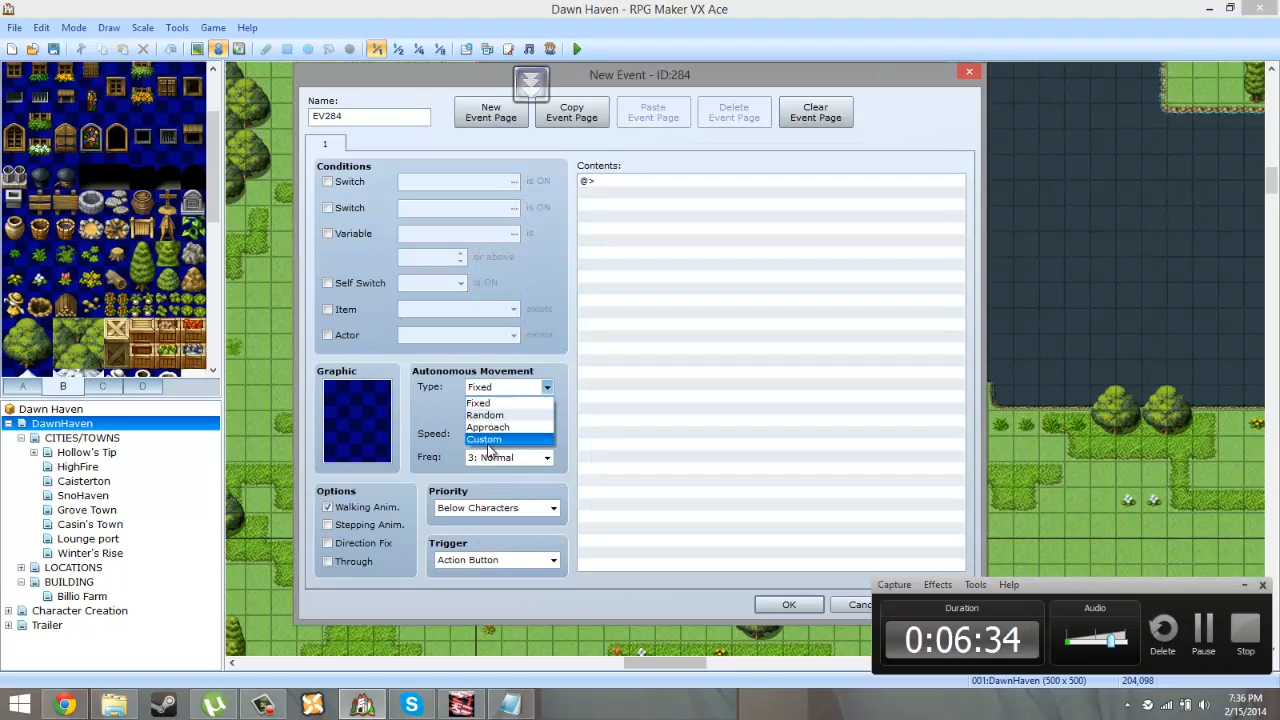 Dawn Haven - RPG Maker VX Ace
File Edit Mode Draw Scale Tools Game Help
New Event - ID:284
Name:
EV284
New Event Page
Copy Event Page
Paste Event Page
Delete Event Page
Clear Event Page
1
Conditions
Switch ... is ON
Switch ... is ON
Variable ... is
or above
Self Switch is ON
Item exists
Actor exists
Graphic
Autonomous Movement
Type: Fixed
Fixed
Random
Approach
Custom
Speed:
Freq: 3: Normal
Options
Walking Anim.
Stepping Anim.
Direction Fix
Through
Priority
Below Characters
Trigger
Action Button
Contents:
@>
OK
Canc
A B C D
Dawn Haven
DawnHaven
CITIES/TOWNS
Hollow's Tip
HighFire
Caisterton
SnoHaven
Grove Town
Casin's Town
Lounge port
Winter's Rise
LOCATIONS
BUILDING
Billio Farm
Character Creation
Trailer
Capture Effects Tools Help
Duration
0:06:34
Audio
Delete Pause Stop
001:DawnHaven (500 x 500) 204,098
7:36 PM
2/15/2014